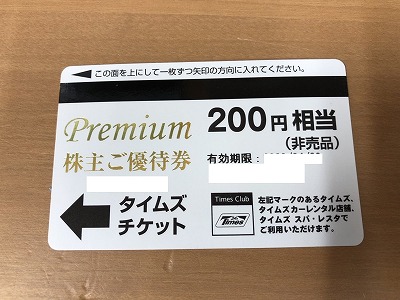 この面を上にして一枚ずつ矢印の方向に入れてください。
Premium
株主ご優待券
200円相当
(非売品)
有効期限:
タイムズ
チケット
Times Club
Times
左記マークのあるタイムズ、
タイムズカーレンタル店舗、
タイムズ スパ・レスタで
ご利用いただけます。